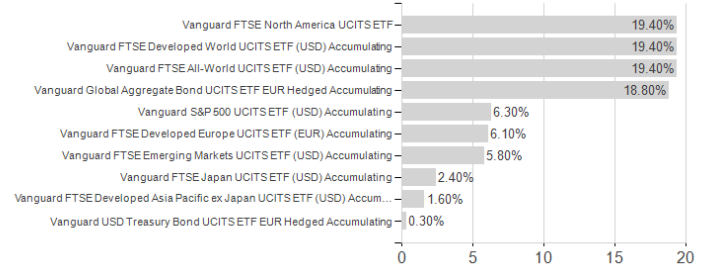 Vanguard FTSE North America UCITS ETF
19.40%
Vanguard FTSE Developed World UCITS ETF (USD) Accumulating
19.40%
Vanguard FTSE All-World UCITS ETF (USD) Accumulating
19.40%
Vanguard Global Aggregate Bond UCITS ETF EUR Hedged Accumulating
18.80%
Vanguard S&P 500 UCITS ETF (USD) Accumulating
6.30%
Vanguard FTSE Developed Europe UCITS ETF (EUR) Accumulating
6.10%
Vanguard FTSE Emerging Markets UCITS ETF (USD) Accumulating
5.80%
Vanguard FTSE Japan UCITS ETF (USD) Accumulating
2.40%
Vanguard FTSE Developed Asia Pacific ex Japan UCITS ETF (USD) Accum...
1.60%
Vanguard USD Treasury Bond UCITS ETF EUR Hedged Accumulating
0.30%
0 5 10 15 20